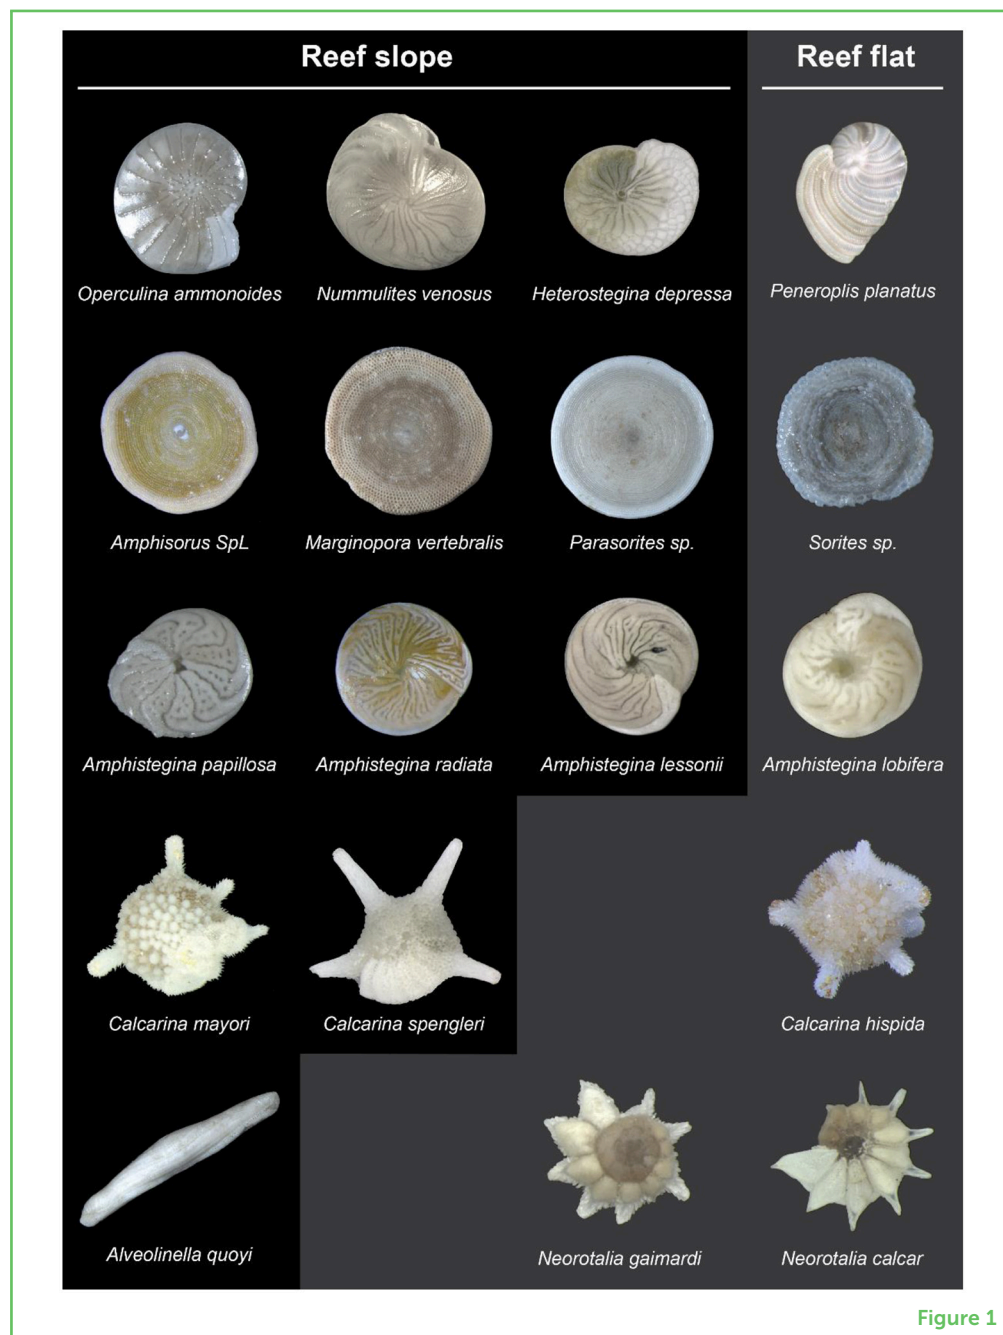 Reef slope
Reef flat
Operculina ammonoides
Nummulites venosus
Heterostegina depressa
Peneroplis planatus
Amphisorus SpL
Marginopora vertebralis
Parasorites sp.
Sorites sp.
Amphistegina papillosa
Amphistegina radiata
Amphistegina lessonii
Amphistegina lobifera
Calcarina mayori
Calcarina spengleri
Calcarina hispida
Alveolinella quoyi
Neorotalia gaimardi
Neorotalia calcar
Figure 1